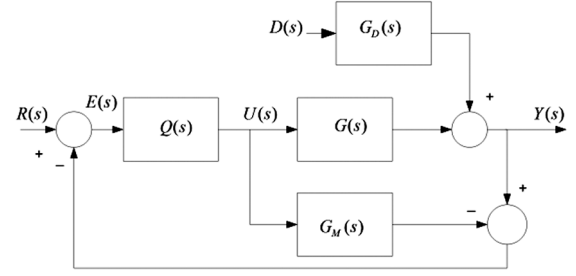 D(s)
G_D(s)
+
R(s)
E(s)
Q(s)
U(s)
G(s)
Y(s)
+
−
+
−
G_M(s)